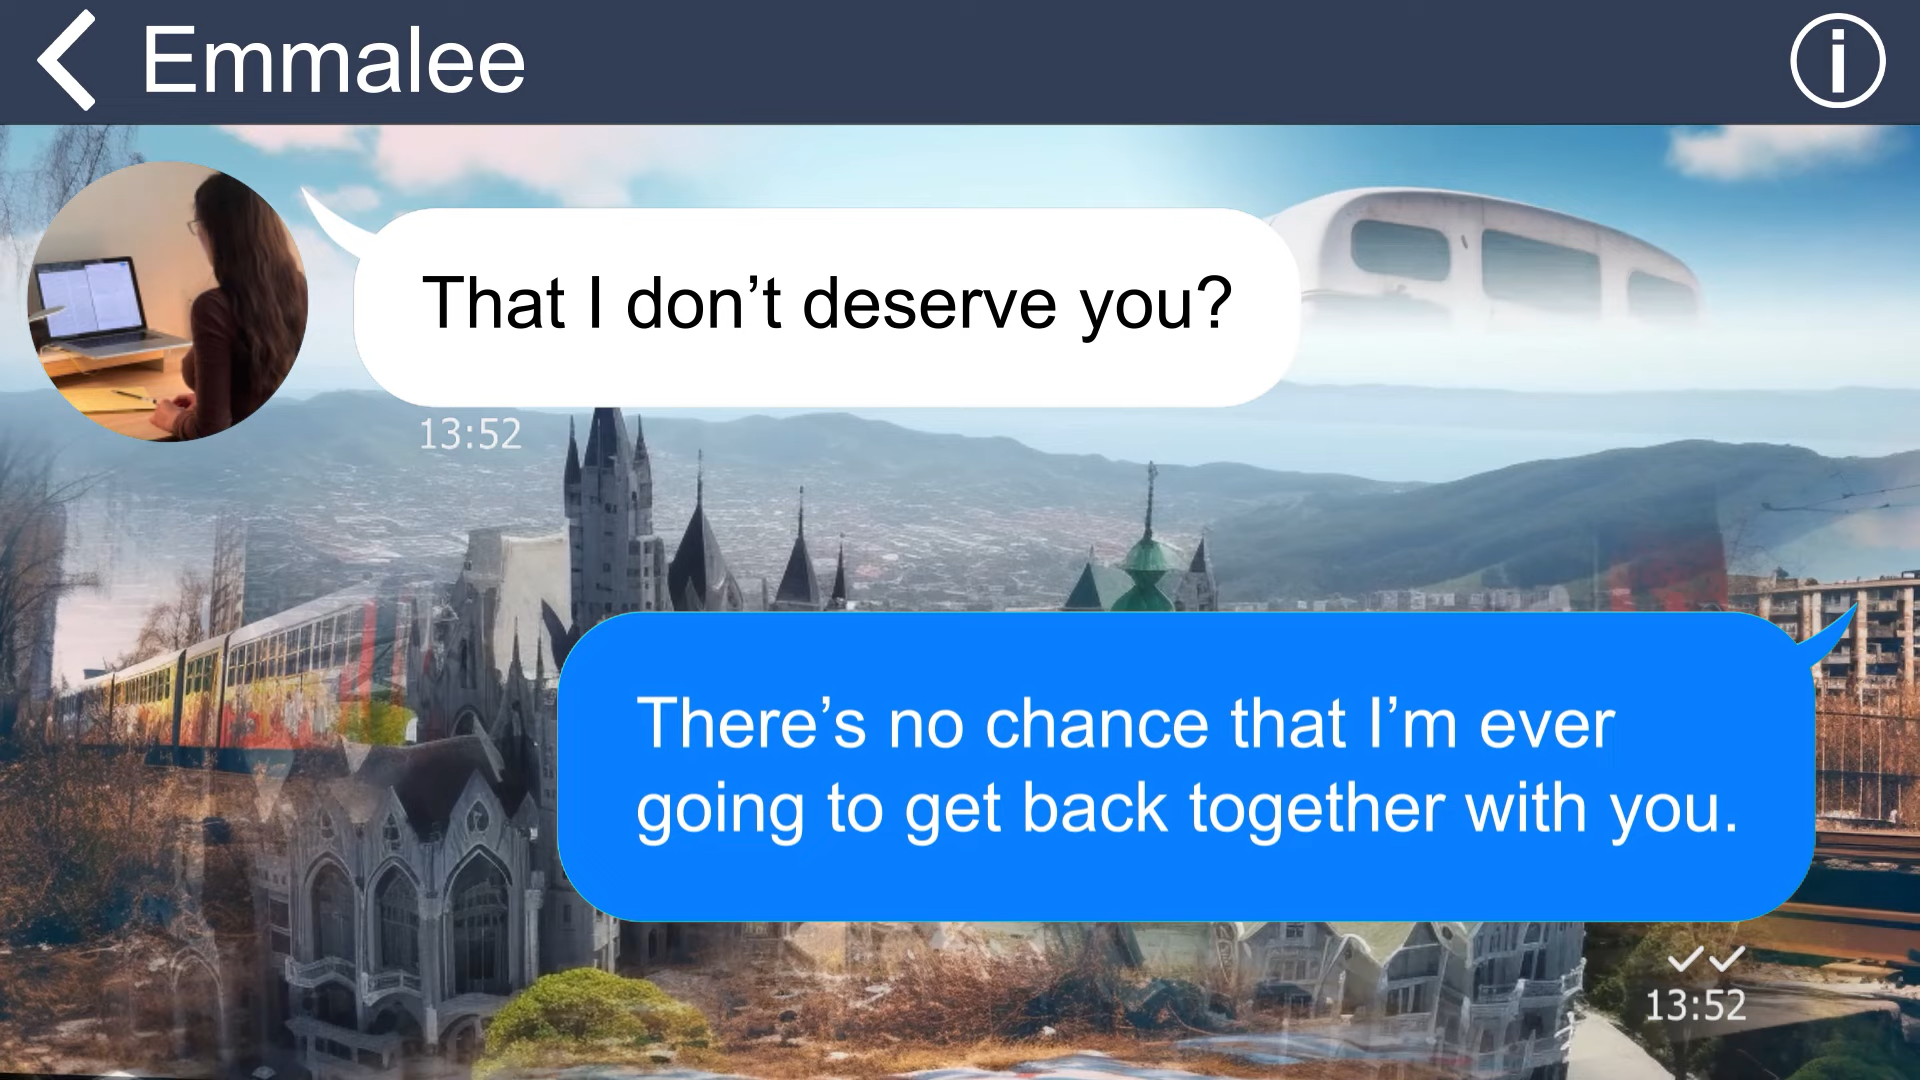 Emmalee
That I don’t deserve you?
13:52
There’s no chance that I’m ever
going to get back together with you.
13:52